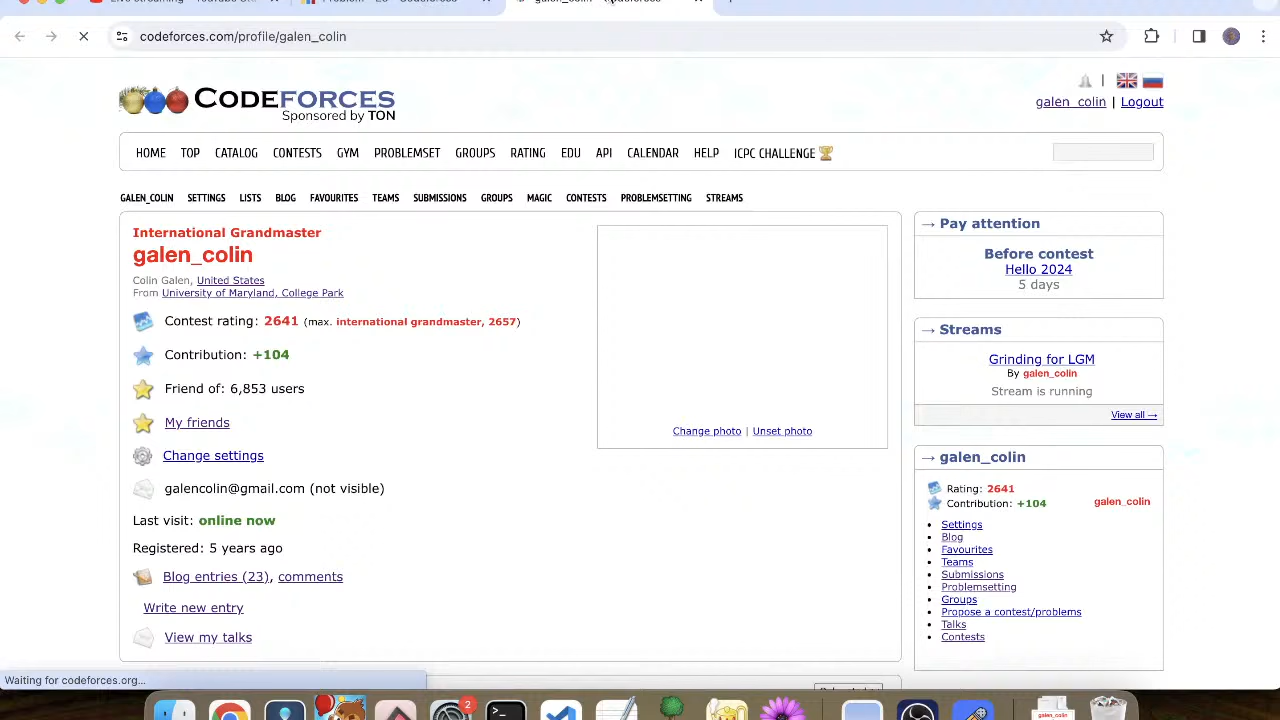 codeforces.com/profile/galen_colin
CODEFORCES
Sponsored by TON
galen_colin | Logout
HOME TOP CATALOG CONTESTS GYM PROBLEMSET GROUPS RATING EDU API CALENDAR HELP ICPC CHALLENGE
GALEN_COLIN SETTINGS LISTS BLOG FAVOURITES TEAMS SUBMISSIONS GROUPS MAGIC CONTESTS PROBLEMSETTING STREAMS
International Grandmaster
galen_colin
Colin Galen, United States
From University of Maryland, College Park
Contest rating: 2641 (max. international grandmaster, 2657)
Contribution: +104
Friend of: 6,853 users
My friends
Change settings
galencolin@gmail.com (not visible)
Last visit: online now
Registered: 5 years ago
Blog entries (23), comments
Write new entry
View my talks
Change photo | Unset photo
→ Pay attention
Before contest
Hello 2024
5 days
→ Streams
Grinding for LGM
By galen_colin
Stream is running
View all →
→ galen_colin
Rating: 2641
Contribution: +104
galen_colin
Settings
Blog
Favourites
Teams
Submissions
Problemsetting
Groups
Propose a contest/problems
Talks
Contests
Waiting for codeforces.org...
2
galen_colin